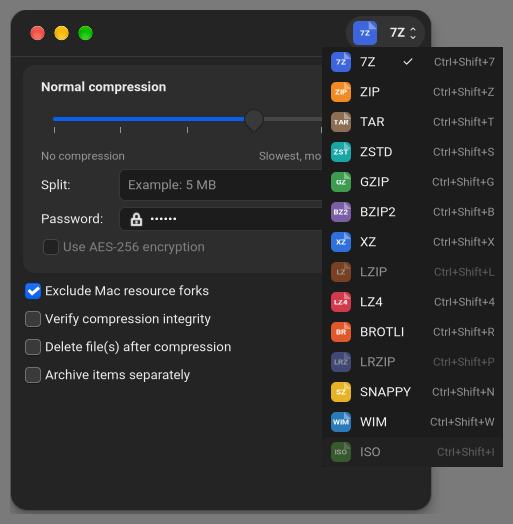 7Z 7Z
Normal compression
No compression
Slowest, mo
Split: Example: 5 MB
Password: ••••••
Use AES-256 encryption
Exclude Mac resource forks
Verify compression integrity
Delete file(s) after compression
Archive items separately
7Z 7Z ✓ Ctrl+Shift+7
ZIP ZIP Ctrl+Shift+Z
TAR TAR Ctrl+Shift+T
ZST ZSTD Ctrl+Shift+S
GZ GZIP Ctrl+Shift+G
BZ2 BZIP2 Ctrl+Shift+B
XZ XZ Ctrl+Shift+X
LZ LZIP Ctrl+Shift+L
LZ4 LZ4 Ctrl+Shift+4
BR BROTLI Ctrl+Shift+R
LRZ LRZIP Ctrl+Shift+P
SZ SNAPPY Ctrl+Shift+N
WIM WIM Ctrl+Shift+W
ISO ISO Ctrl+Shift+I